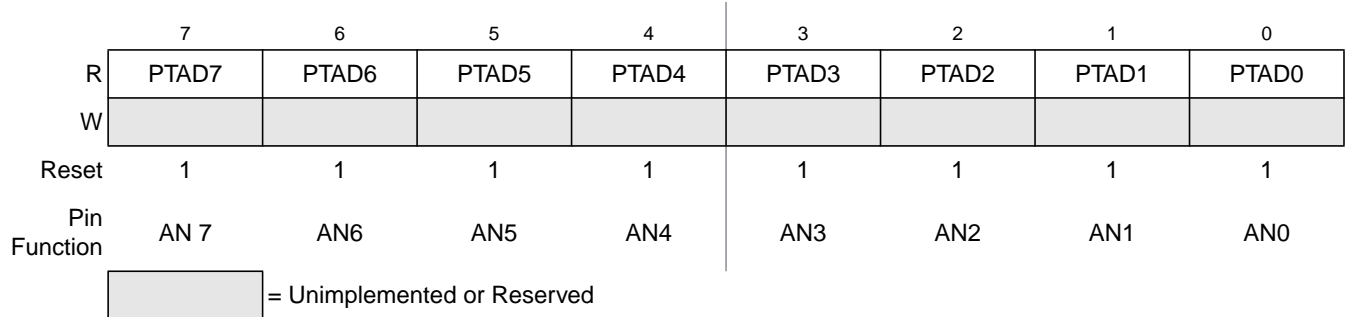 7 6 5 4 3 2 1 0
R PTAD7 PTAD6 PTAD5 PTAD4 PTAD3 PTAD2 PTAD1 PTAD0
W
Reset 1 1 1 1 1 1 1 1
Pin
Function AN 7 AN6 AN5 AN4 AN3 AN2 AN1 AN0
= Unimplemented or Reserved